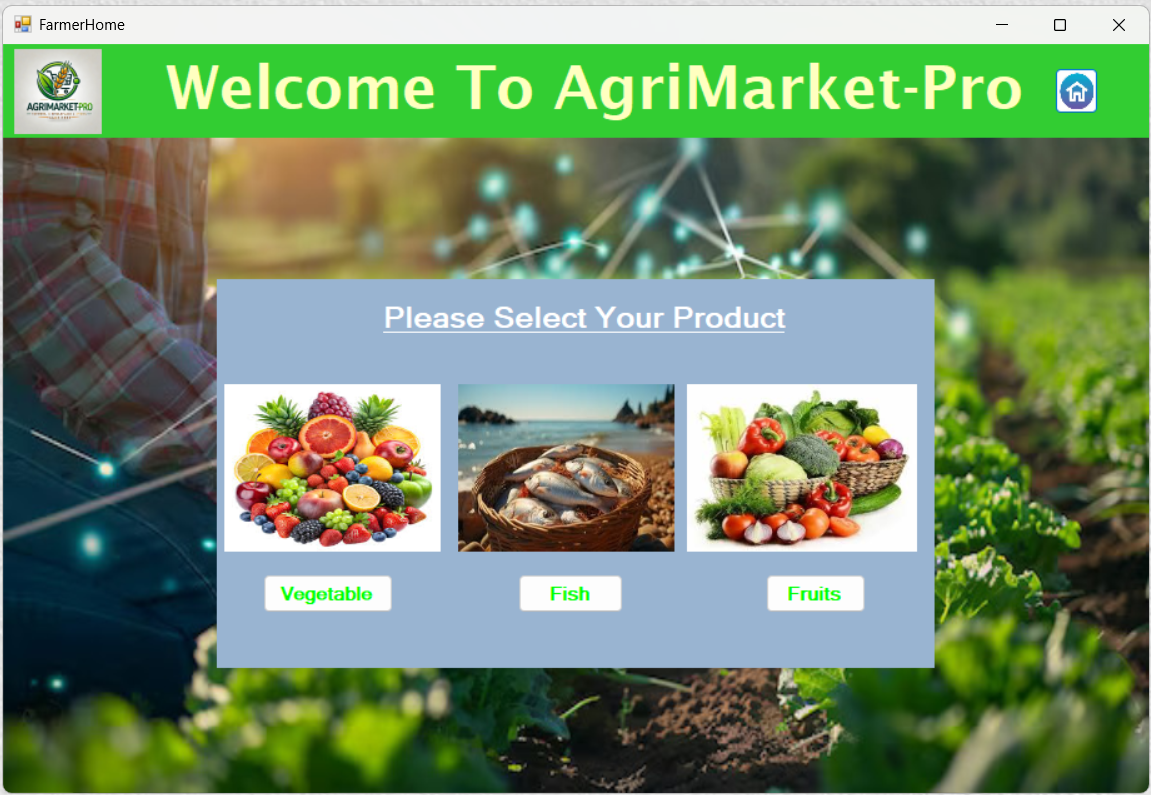 FarmerHome
AGRIMARKET-PRO
Welcome To AgriMarket-Pro
Please Select Your Product
Vegetable
Fish
Fruits